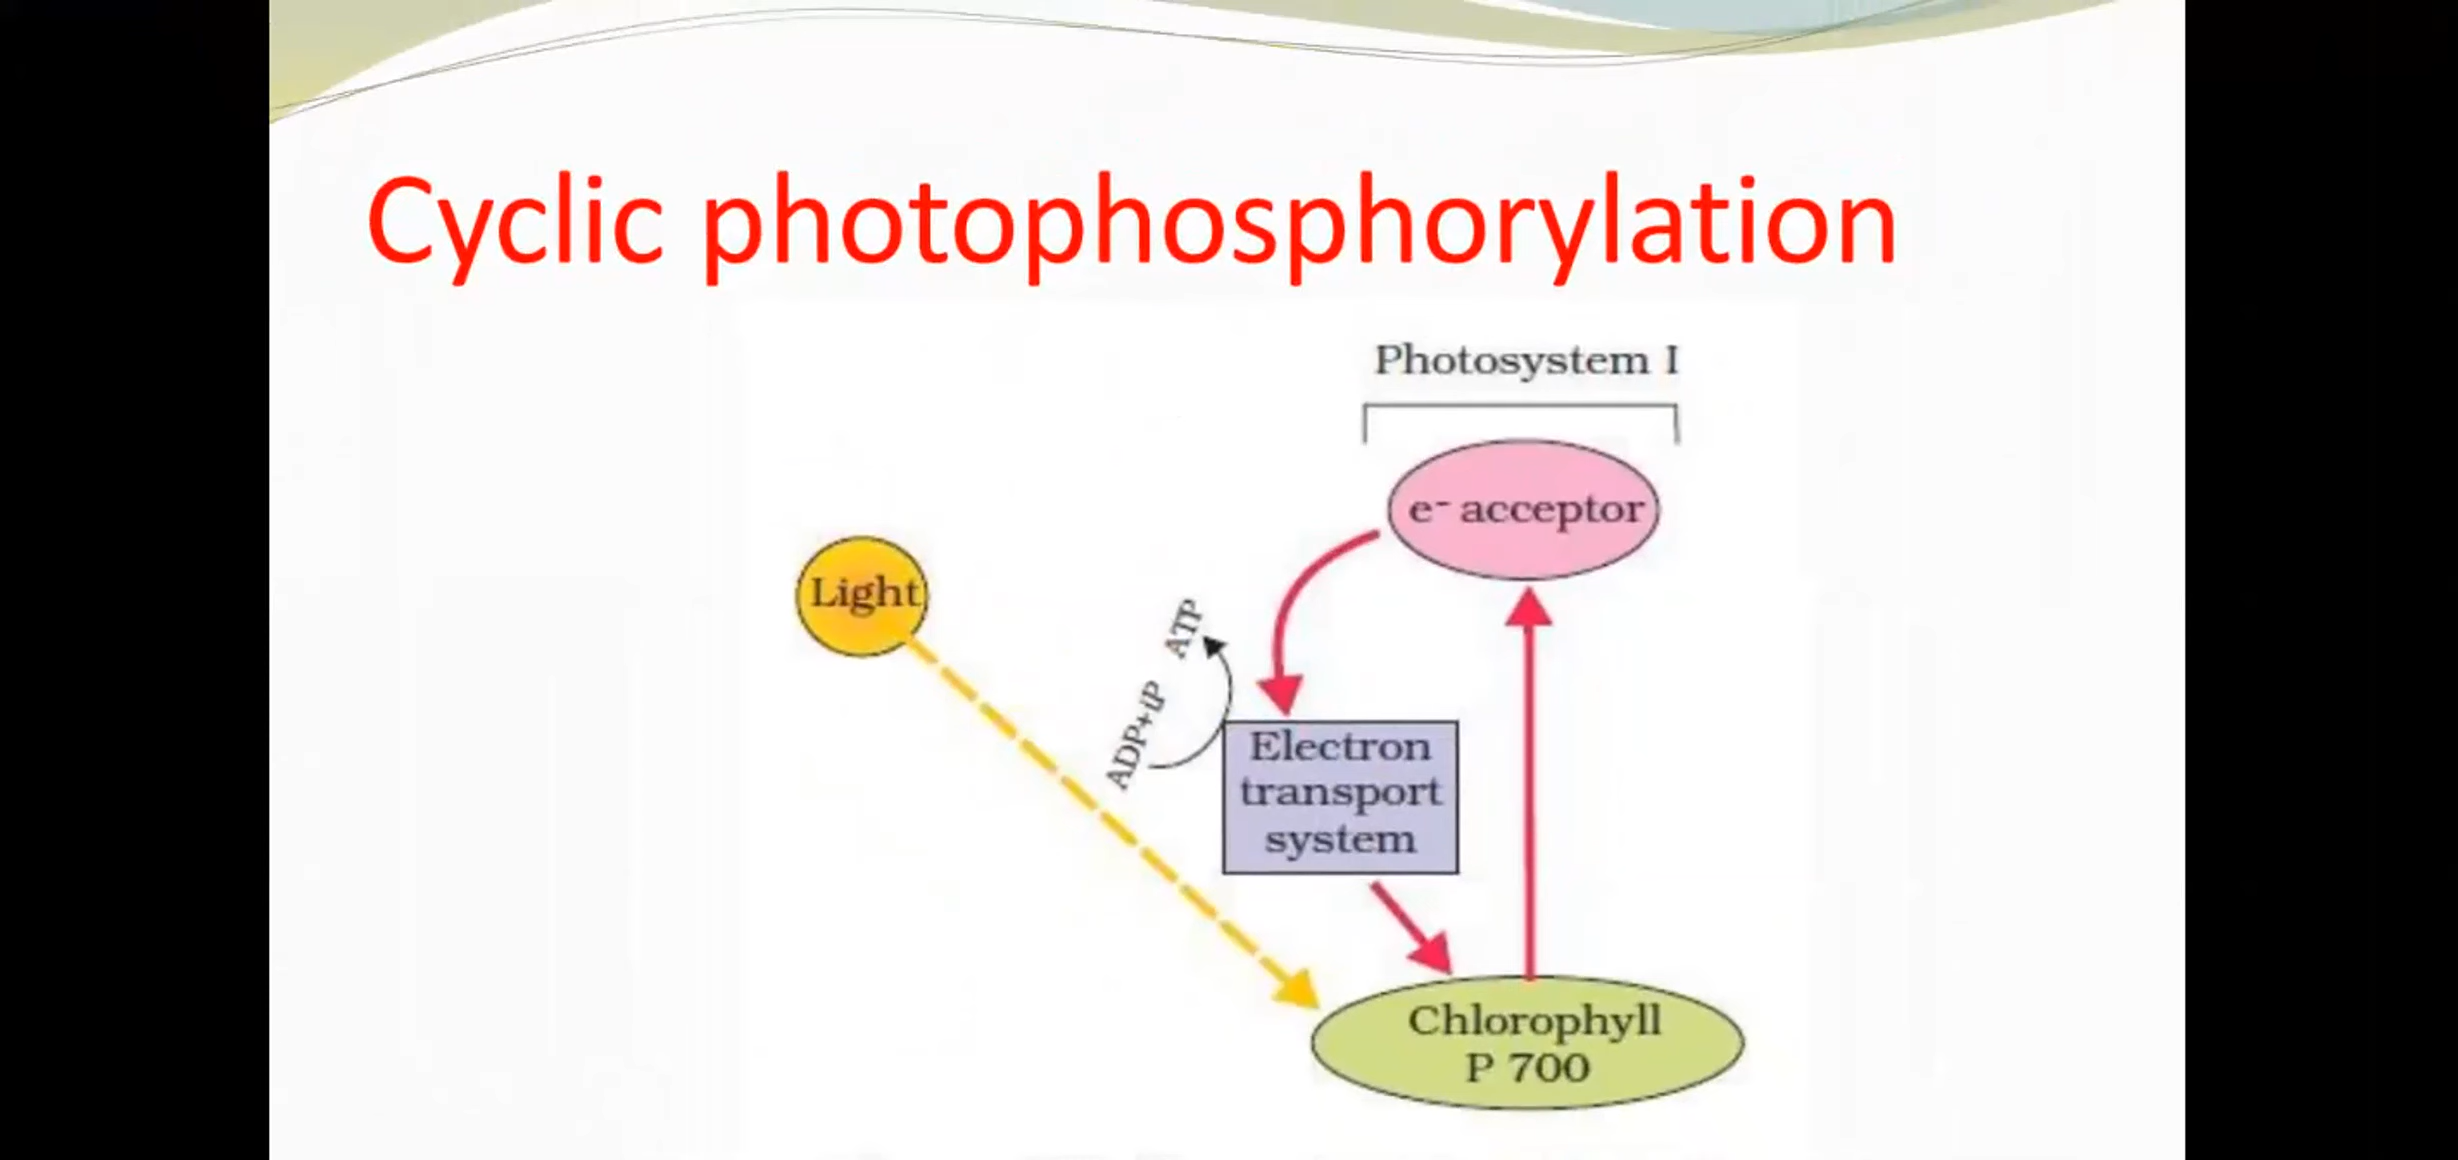 Cyclic photophosphorylation
Photosystem I
e- acceptor
Light
ATP
ADP+iP
Electron
transport
system
Chlorophyll
P 700